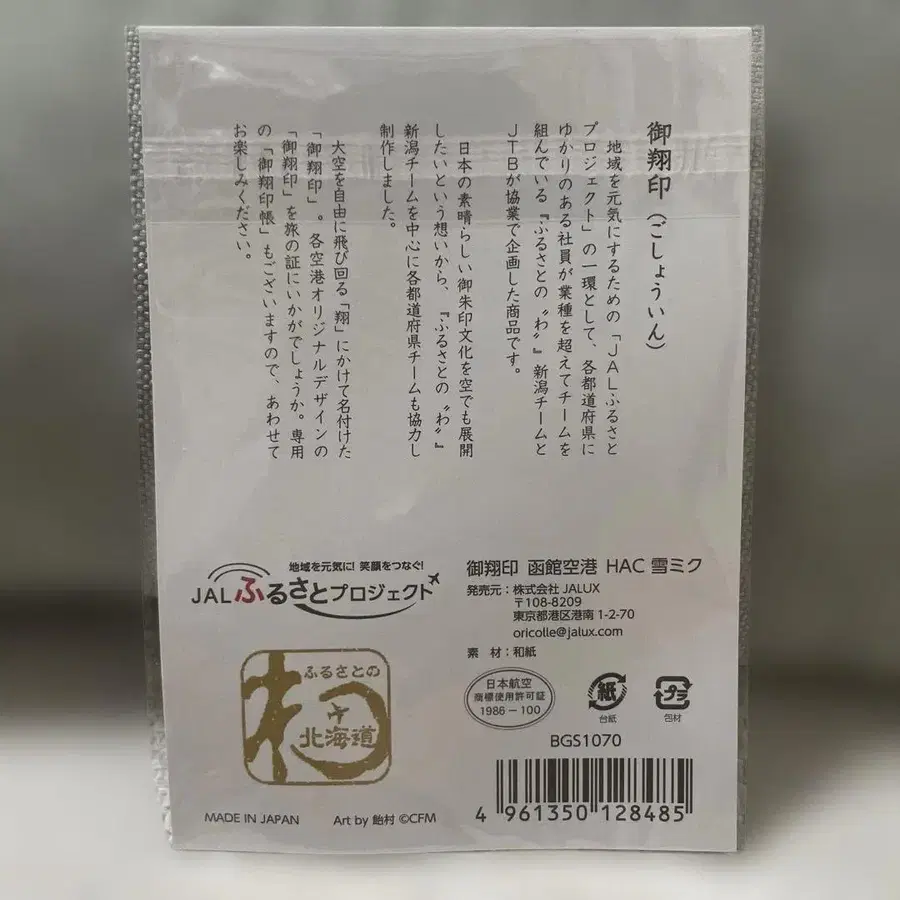 御翔印（ごしょういん）
地域を元気にするための「JALふるさと
プロジェクト」の一環として、各都道府県に
ゆかりのある社員が業種を超えてチームを
組んでいる『ふるさとの〝わ〟』新潟チームと
JTBが協業で企画した商品です。
日本の素晴らしい御朱印文化を空でも展開
したいという想いから、『ふるさとの〝わ〟』
新潟チームを中心に各都道府県チームも協力し
制作しました。
大空を自由に飛び回る「翔」にかけて名付けた
「御翔印」。各空港オリジナルデザインの
「御翔印」を旅の証にいかがでしょうか。専用
の「御翔印帳」もございますので、あわせて
お楽しみください。
地域を元気に! 笑顔をつなぐ!
JALふるさとプロジェクト
ふるさとの
わ
北海道
MADE IN JAPAN
Art by 飴村 ©CFM
御翔印 函館空港 HAC 雪ミク
発売元：株式会社 JALUX
〒108-8209
東京都港区港南 1-2-70
oricolle@jalux.com
素 材：和紙
日本航空
商標使用許可証
1986－100
紙
台紙
プラ
包材
BGS1070
4 961350 128485